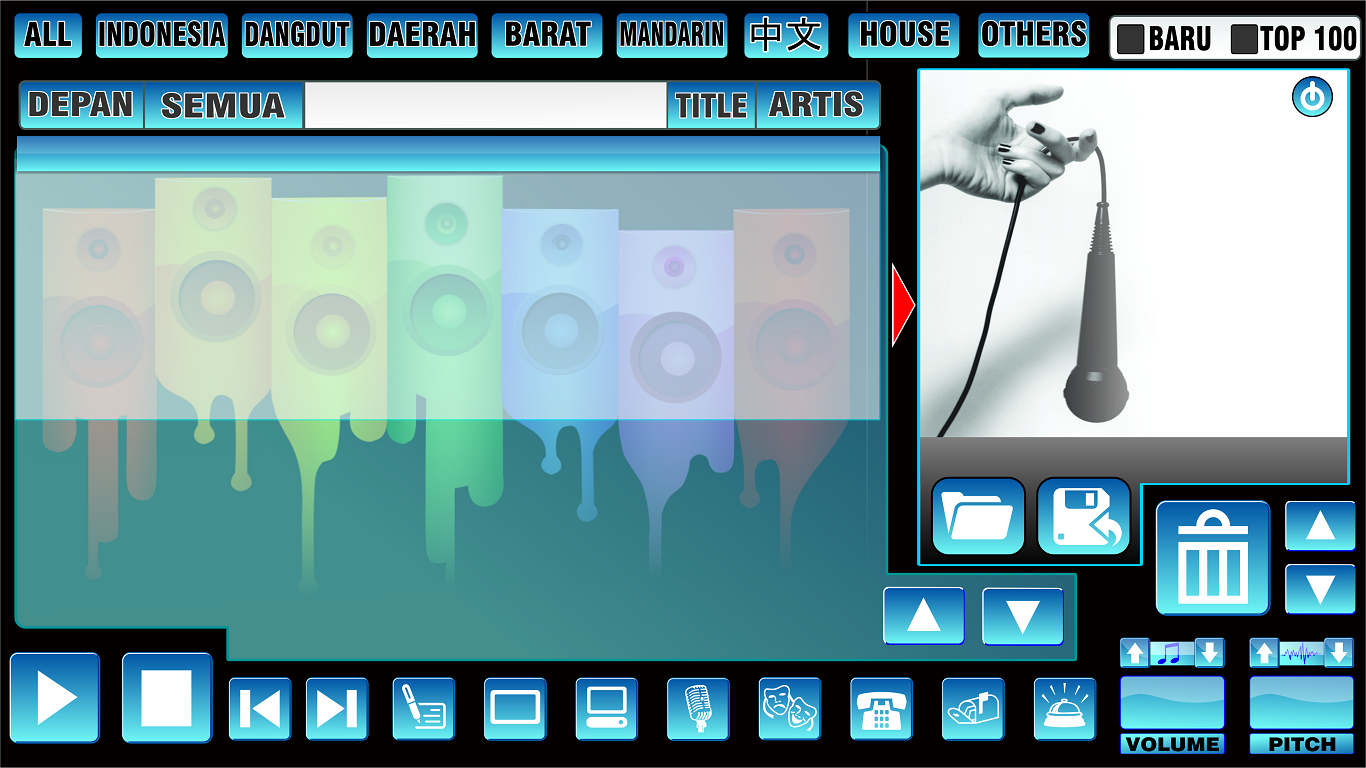 ALL INDONESIA DANGDUT DAERAH BARAT MANDARIN 中文 HOUSE OTHERS BARU TOP 100
DEPAN SEMUA TITLE ARTIS
VOLUME PITCH